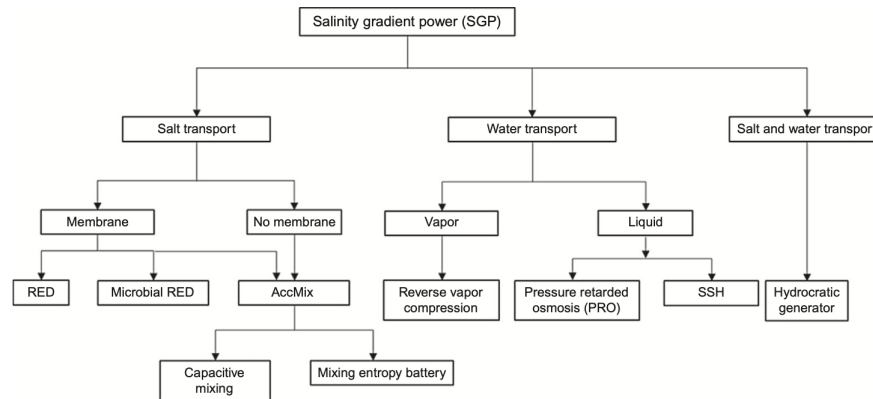 Salinity gradient power (SGP)
Salt transport
Water transport
Salt and water transport
Membrane
No membrane
Vapor
Liquid
RED
Microbial RED
AccMix
Reverse vapor
compression
Pressure retarded
osmosis (PRO)
SSH
Hydrocratic
generator
Capacitive
mixing
Mixing entropy battery